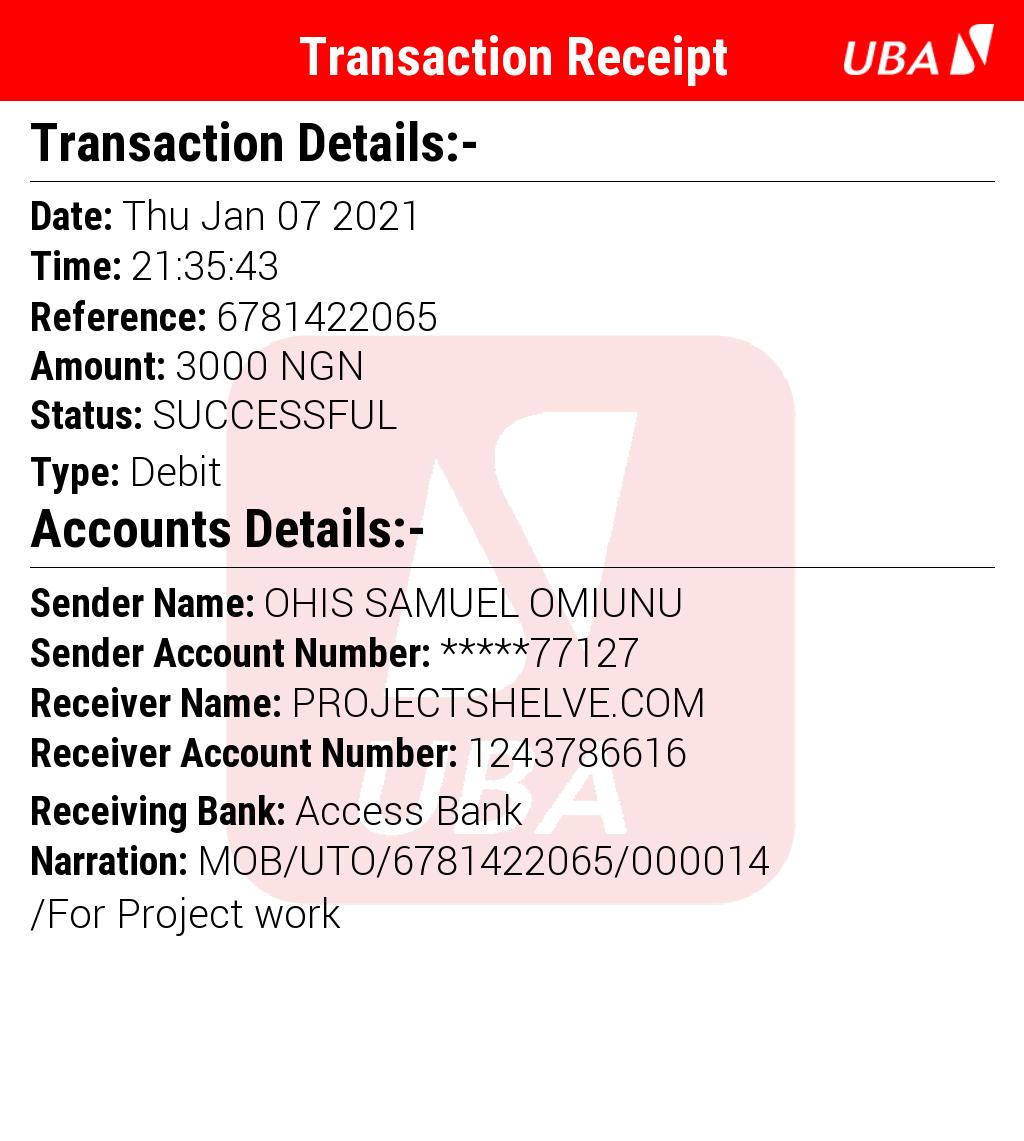 Transaction Receipt
UBA
Transaction Details:-
Date: Thu Jan 07 2021
Time: 21:35:43
Reference: 6781422065
Amount: 3000 NGN
Status: SUCCESSFUL
Type: Debit
Accounts Details:-
Sender Name: OHIS SAMUEL OMIUNU
Sender Account Number: *****77127
Receiver Name: PROJECTSHELVE.COM
Receiver Account Number: 1243786616
UBA
Receiving Bank: Access Bank
Narration: MOB/UTO/6781422065/000014
/For Project work